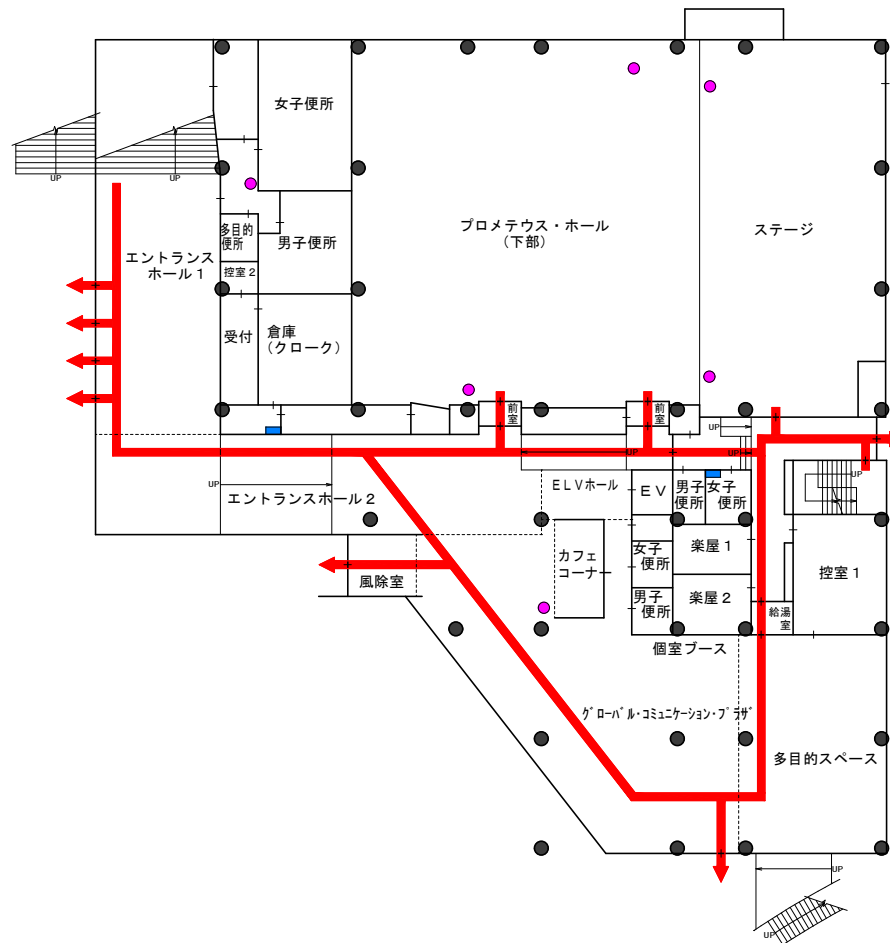 女子便所
プロメテウス・ホール
（下部）
ステージ
UP
UP
多目的
便所
男子便所
エントランス
ホール１
控室２
受付
倉庫
（クローク）
前
室
前
室
UP
UP
UP
UP
エントランスホール２
ＥＬＶホール
ＥＶ
男子
便所
女子
便所
カフェ
コーナー
女子
便所
楽屋１
控室１
風除室
男子
便所
楽屋２
給湯
室
個室ブース
ｸﾞﾛｰﾊﾞﾙ・ｺﾐｭﾆｹｰｼｮﾝ・ﾌﾟﾗｻﾞ
多目的スペース
UP
UP